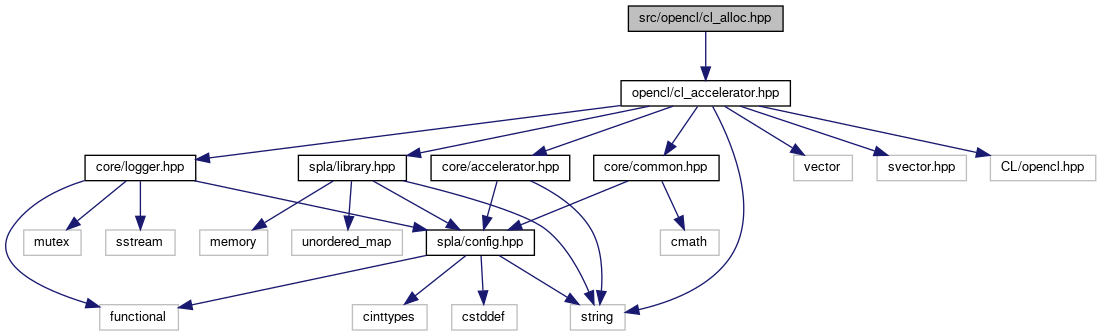 src/opencl/cl_alloc.hpp
opencl/cl_accelerator.hpp
core/logger.hpp
spla/library.hpp
core/accelerator.hpp
core/common.hpp
vector
svector.hpp
CL/opencl.hpp
mutex
sstream
memory
unordered_map
spla/config.hpp
cmath
functional
cinttypes
cstddef
string